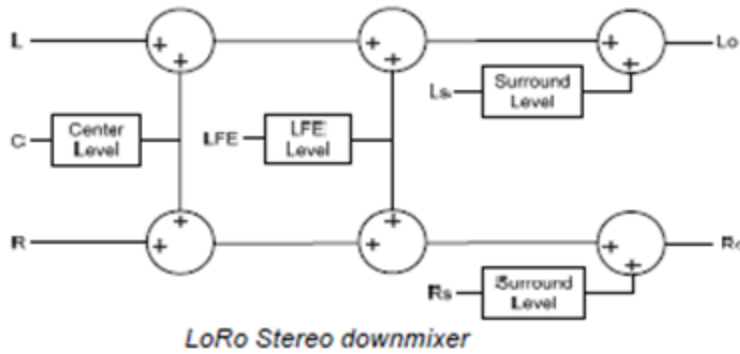 L
Lo
Ls
Surround
Level
C
Center
Level
LFE
LFE
Level
R
Rs
Surround
Level
LoRo Stereo downmixer